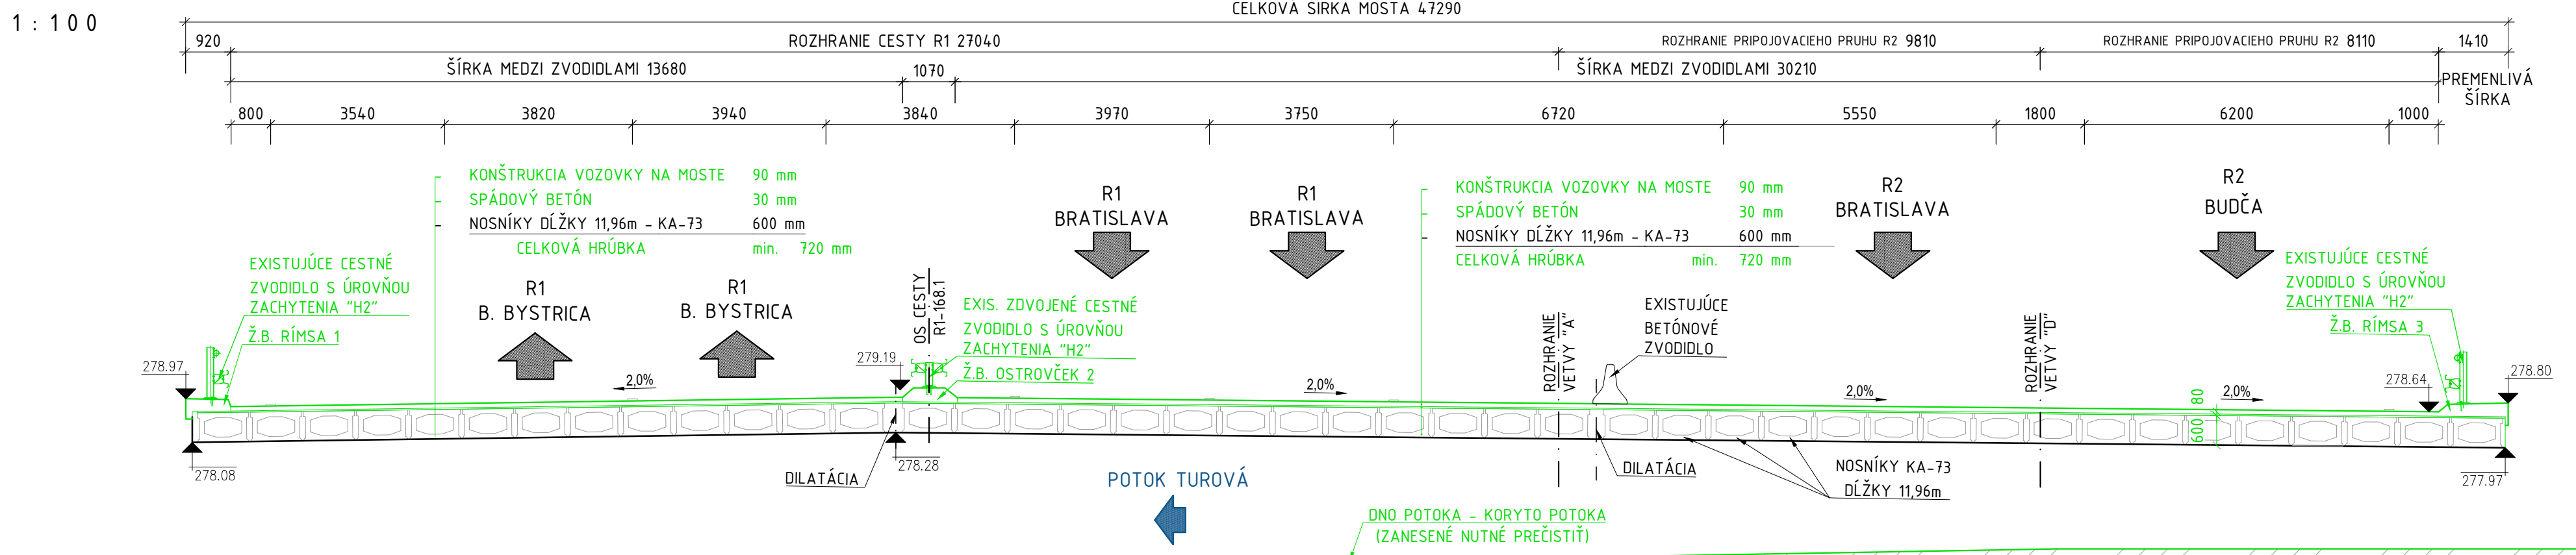 1 : 100
CELKOVÁ ŠÍRKA MOSTA 47290
920
ROZHRANIE CESTY R1 27040
ROZHRANIE PRIPOJOVACIEHO PRUHU R2 9810
ROZHRANIE PRIPOJOVACIEHO PRUHU R2 8110
1410
ŠÍRKA MEDZI ZVODIDLAMI 13680
1070
ŠÍRKA MEDZI ZVODIDLAMI 30210
PREMENLIVÁ
ŠÍRKA
800
3540
3820
3940
3840
3970
3750
6720
5550
1800
6200
1000
KONŠTRUKCIA VOZOVKY NA MOSTE 90 mm
SPÁDOVÝ BETÓN 30 mm
NOSNÍKY DĹŽKY 11,96m - KA-73 600 mm
CELKOVÁ HRÚBKA min. 720 mm
R1
BRATISLAVA
R1
BRATISLAVA
KONŠTRUKCIA VOZOVKY NA MOSTE 90 mm
SPÁDOVÝ BETÓN 30 mm
NOSNÍKY DĹŽKY 11,96m - KA-73 600 mm
CELKOVÁ HRÚBKA min. 720 mm
R2
BRATISLAVA
R2
BUDČA
EXISTUJÚCE CESTNÉ
ZVODIDLO S ÚROVŇOU
ZACHYTENIA "H2"
Ž.B. RÍMSA 1
R1
B. BYSTRICA
R1
B. BYSTRICA
OS CESTY
R1-168.1
EXIS. ZDVOJENÉ CESTNÉ
ZVODIDLO S ÚROVŇOU
ZACHYTENIA "H2"
Ž.B. OSTROVČEK 2
ROZHRANIE
VETVY "A"
EXISTUJÚCE
BETÓNOVÉ
ZVODIDLO
ROZHRANIE
VETVY "D"
EXISTUJÚCE CESTNÉ
ZVODIDLO S ÚROVŇOU
ZACHYTENIA "H2"
Ž.B. RÍMSA 3
278.97
279.19
278.64
278.80
2,0%
2,0%
2,0%
2,0%
80
600
278.08
278.28
277.97
DILATÁCIA
DILATÁCIA
NOSNÍKY KA-73
DĹŽKY 11,96m
POTOK TUROVÁ
DNO POTOKA - KORYTO POTOKA
(ZANESENÉ NUTNÉ PREČISTIŤ)